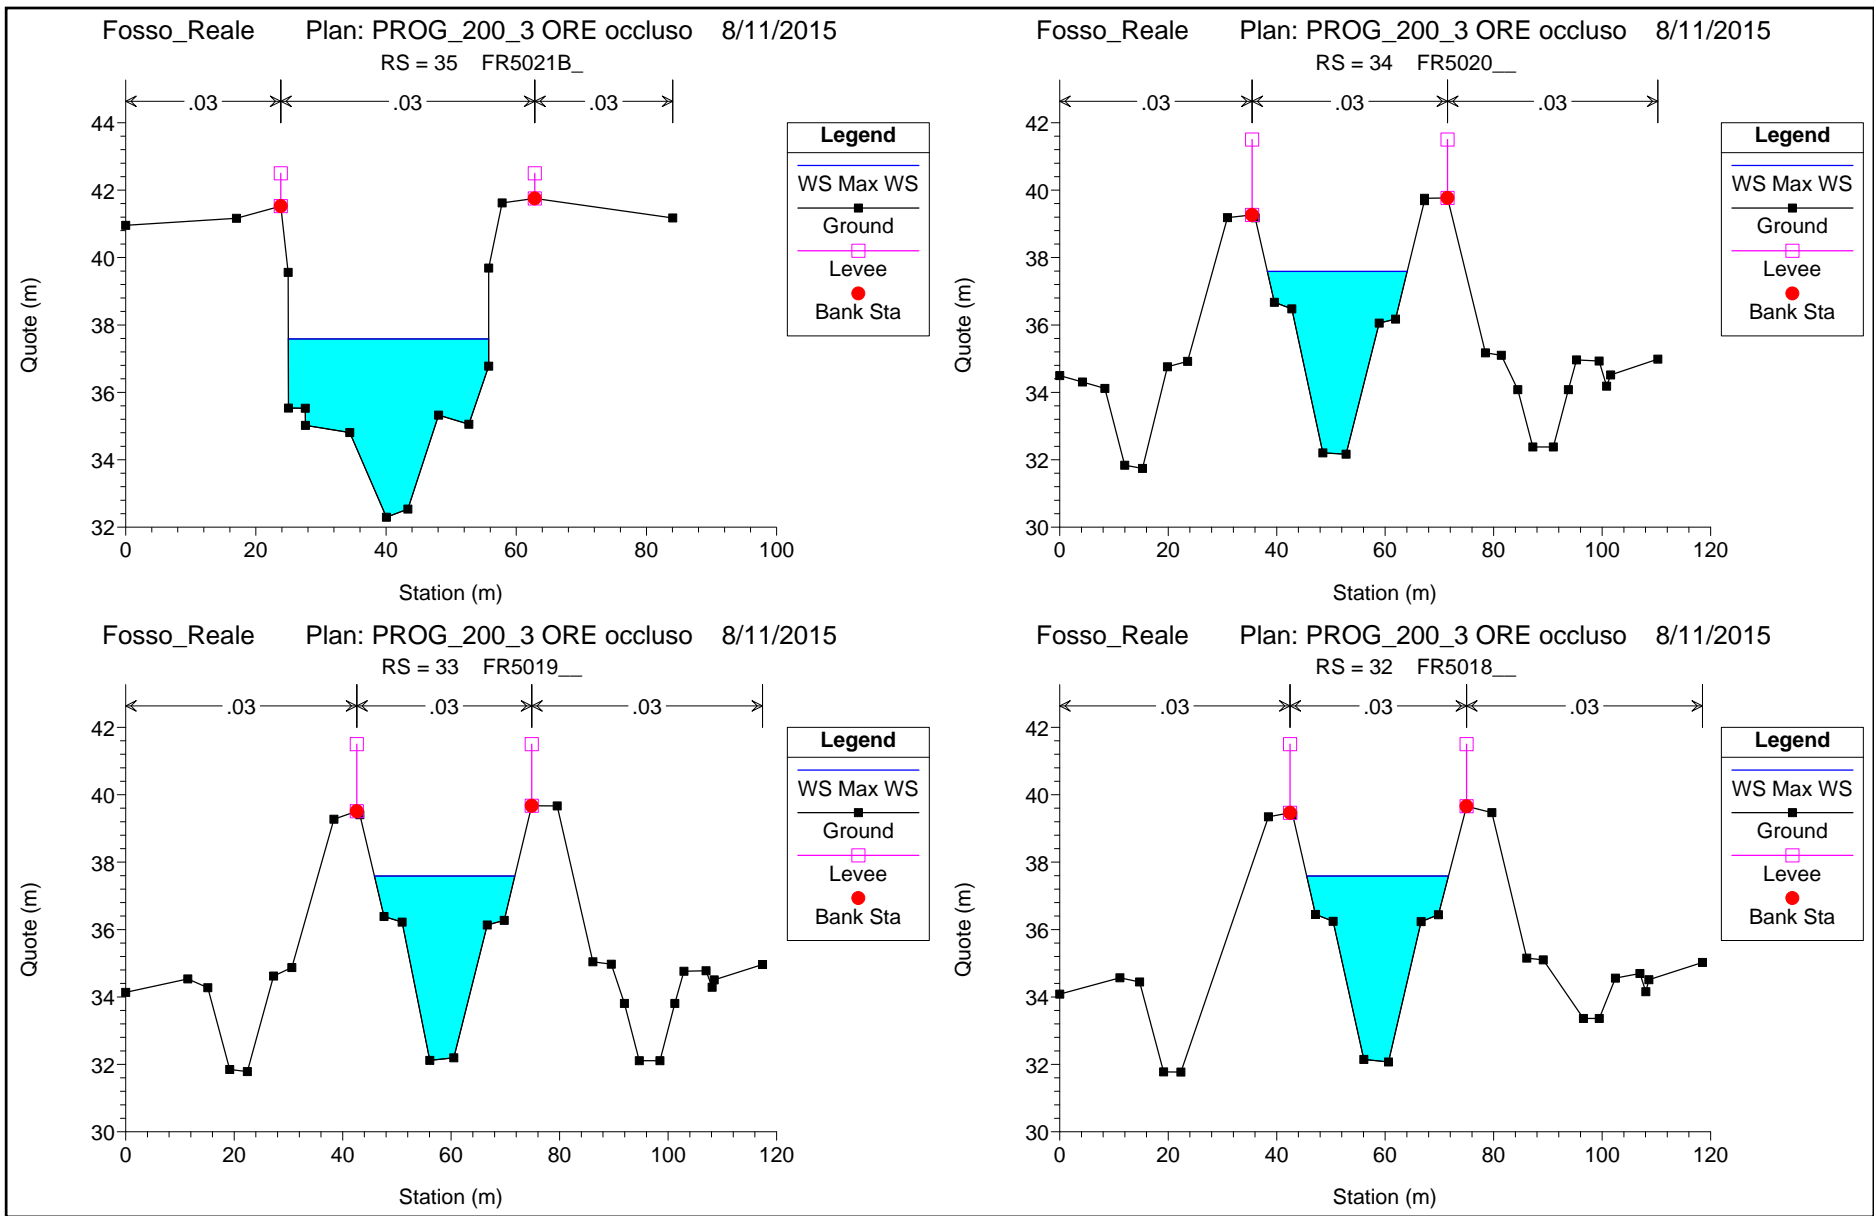 Fosso_Reale Plan: PROG_200_3 ORE occluso 8/11/2015
RS = 35 FR5021B_
.03 .03 .03
44
42
40
38
36
34
32
0 20 40 60 80 100
Quote (m)
Station (m)
Legend
WS Max WS
Ground
Levee
Bank Sta
Fosso_Reale Plan: PROG_200_3 ORE occluso 8/11/2015
RS = 34 FR5020__
.03 .03 .03
42
40
38
36
34
32
30
0 20 40 60 80 100 120
Quote (m)
Station (m)
Legend
WS Max WS
Ground
Levee
Bank Sta
Fosso_Reale Plan: PROG_200_3 ORE occluso 8/11/2015
RS = 33 FR5019__
.03 .03 .03
42
40
38
36
34
32
30
0 20 40 60 80 100 120
Quote (m)
Station (m)
Legend
WS Max WS
Ground
Levee
Bank Sta
Fosso_Reale Plan: PROG_200_3 ORE occluso 8/11/2015
RS = 32 FR5018__
.03 .03 .03
42
40
38
36
34
32
30
0 20 40 60 80 100 120
Quote (m)
Station (m)
Legend
WS Max WS
Ground
Levee
Bank Sta